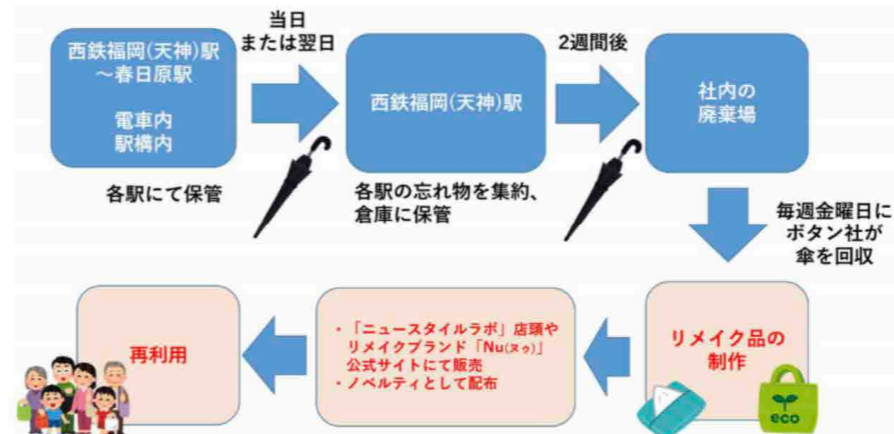 西鉄福岡(天神)駅
～春日原駅
電車内
駅構内
各駅にて保管
当日
または翌日
西鉄福岡(天神)駅
各駅の忘れ物を集約、
倉庫に保管
2週間後
社内の
廃棄場
毎週金曜日に
ボタン社が
傘を回収
リメイク品の
制作
eco
・「ニュースタイルラボ」店頭や
リメイクブランド「Nu(ヌゥ)」
公式サイトにて販売
・ノベルティとして配布
再利用